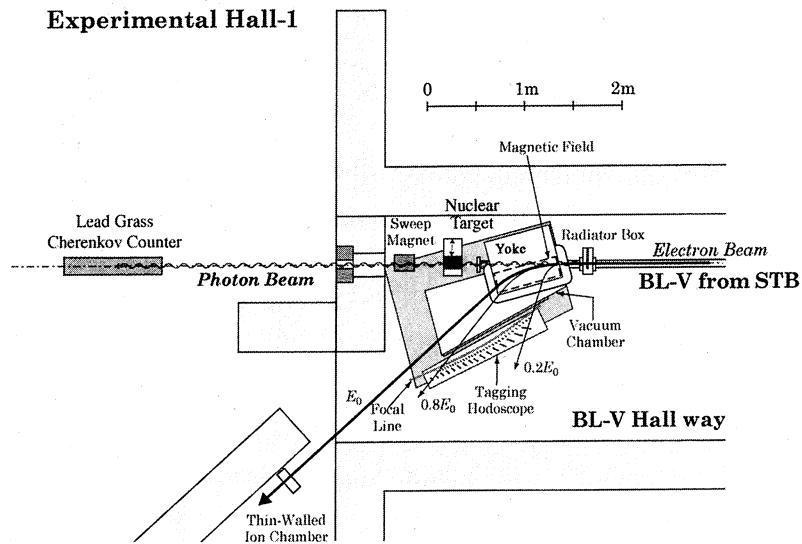 Experimental Hall-1
0 1m 2m
Magnetic Field
Nuclear
Target
Lead Grass
Cherenkov Counter
Sweep
Magnet
Yoke
Radiator Box
Electron Beam
Photon Beam
BL-V from STB
Vacuum
Chamber
0.2E₀
E₀
0.8E₀
Focal
Line
Tagging
Hodoscope
BL-V Hall way
Thin-Walled
Ion Chamber